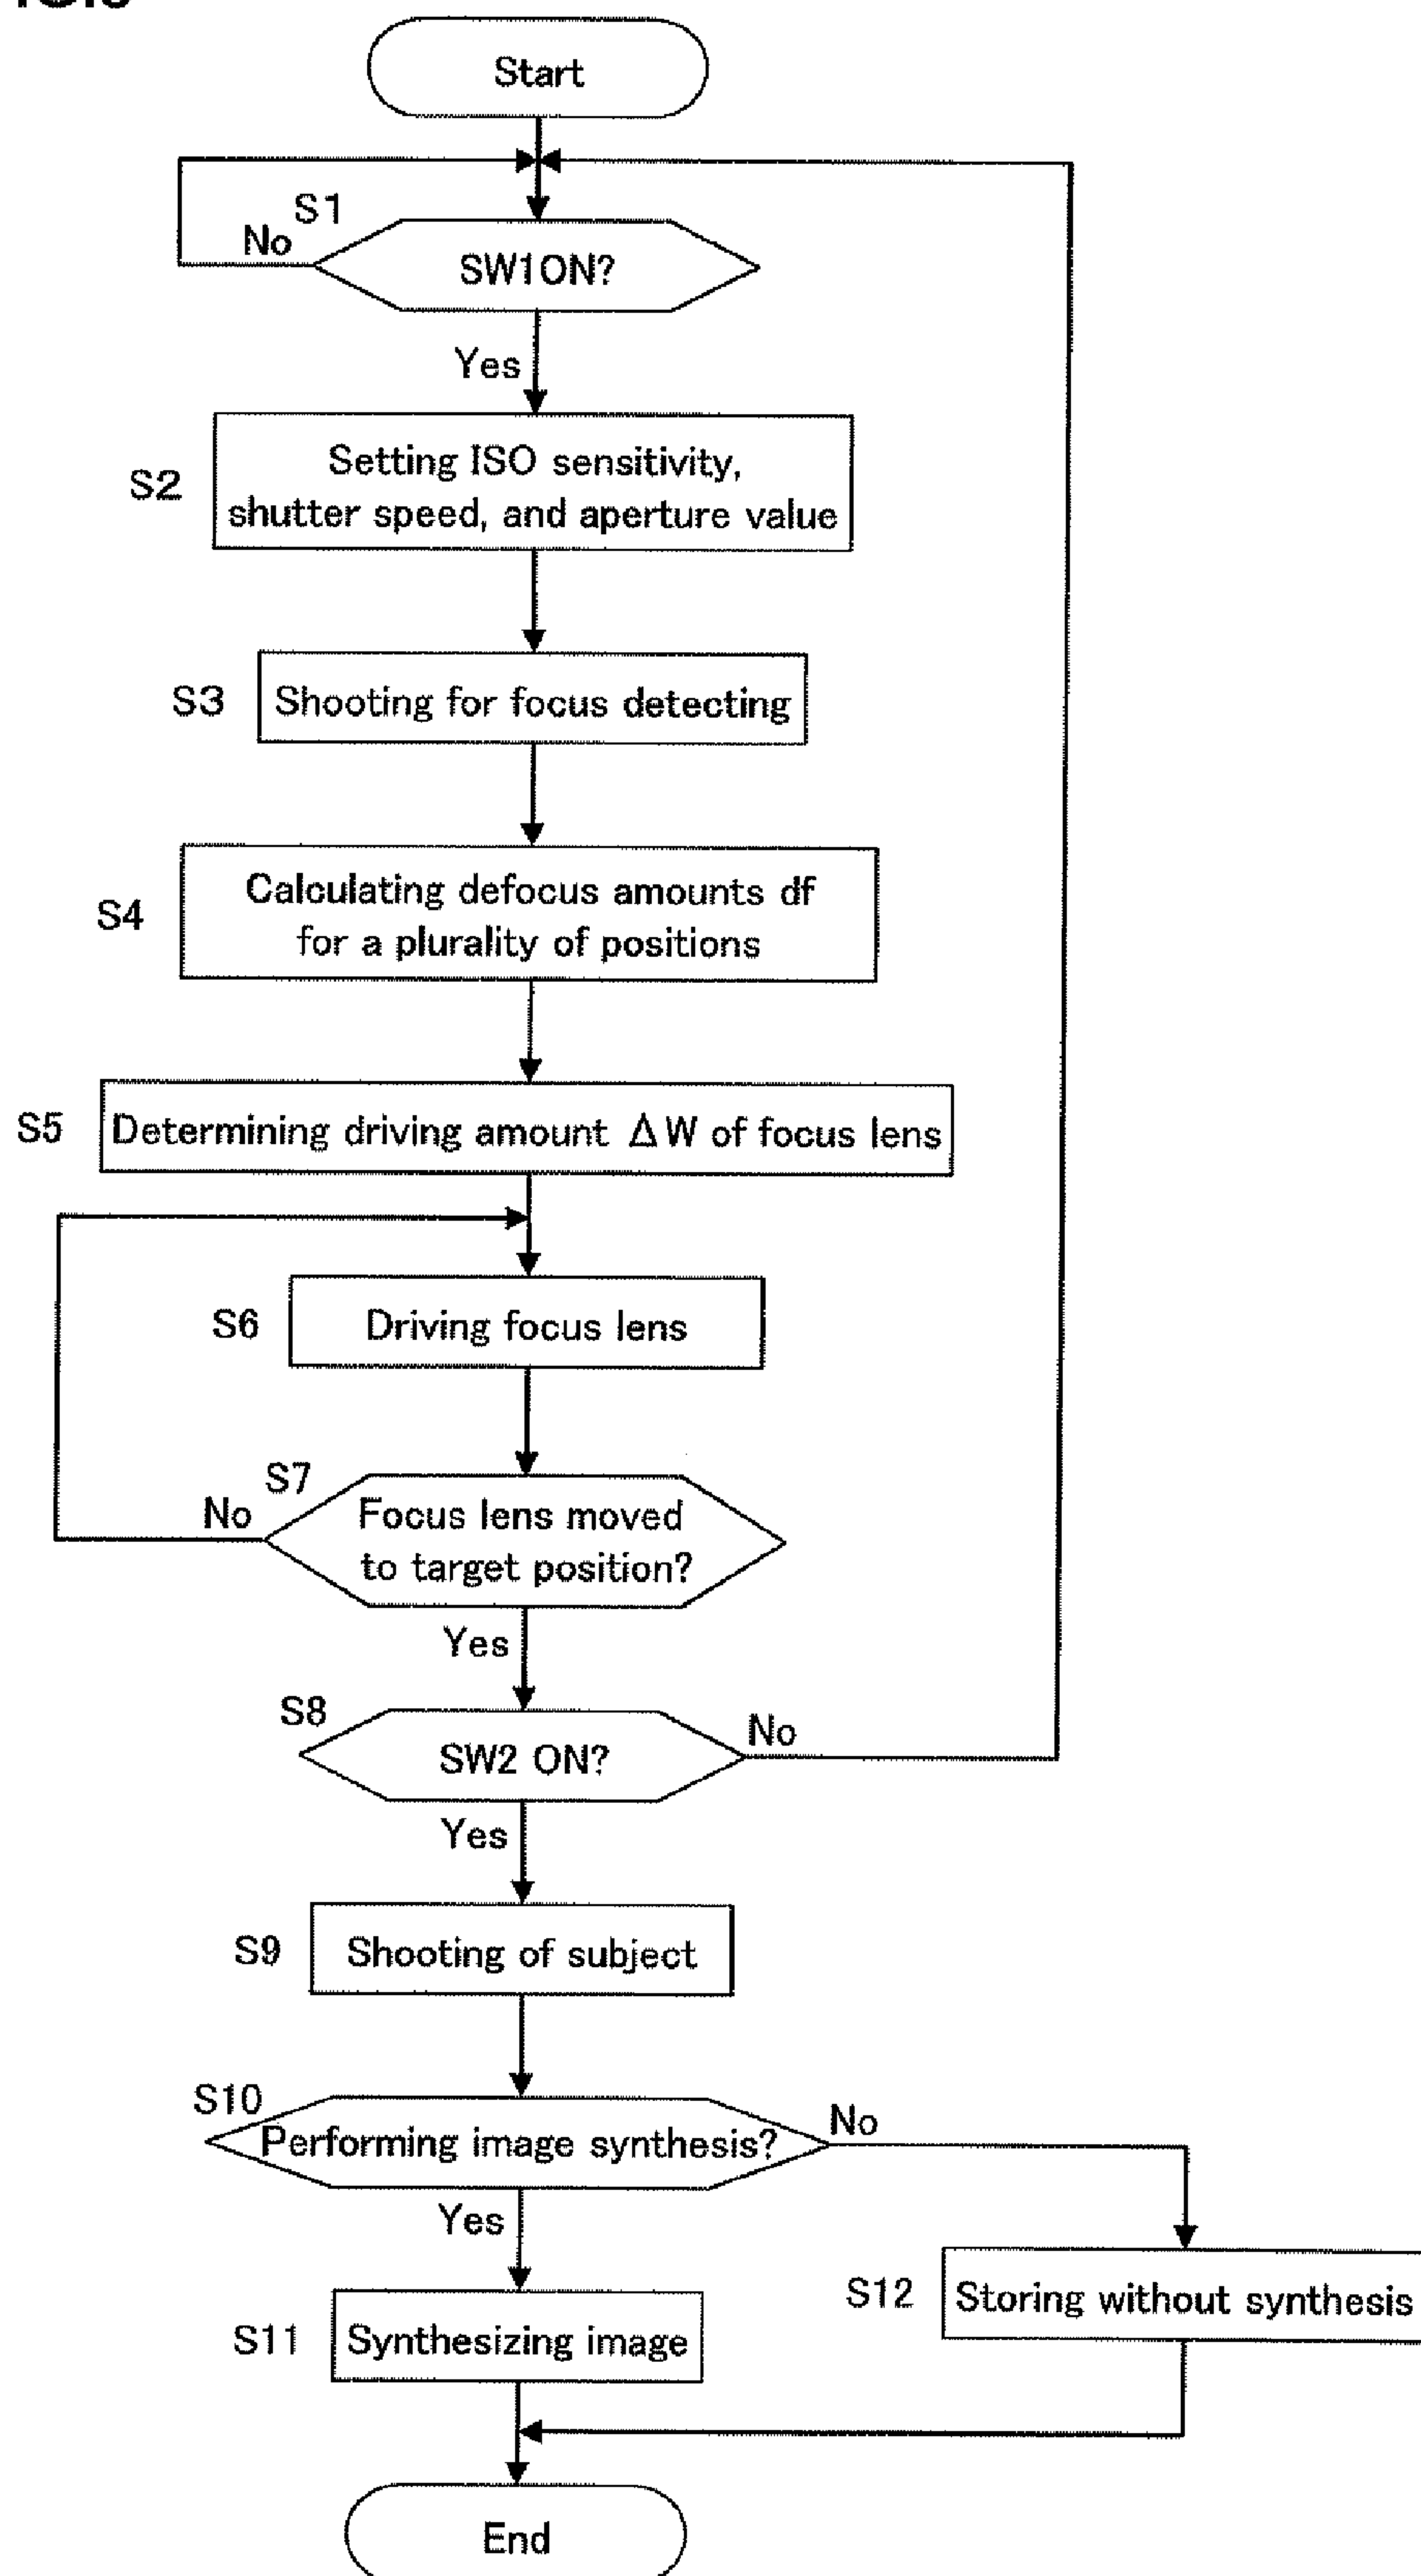 Start
S1
No
SW1ON?
Yes
S2
Setting ISO sensitivity,
shutter speed, and aperture value
S3
Shooting for focus detecting
S4
Calculating defocus amounts df
for a plurality of positions
S5
Determining driving amount ΔW of focus lens
S6
Driving focus lens
S7
No
Focus lens moved
to target position?
Yes
S8
SW2 ON?
No
Yes
S9
Shooting of subject
S10
Performing image synthesis?
No
Yes
S11
Synthesizing image
S12
Storing without synthesis
End